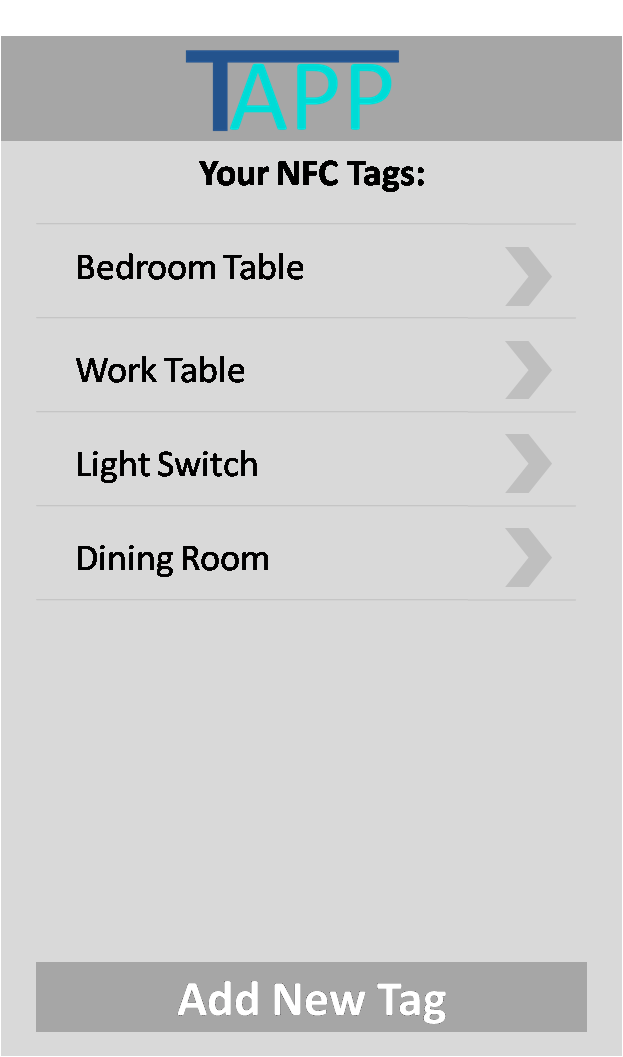 TAPP
Your NFC Tags:
Bedroom Table
Work Table
Light Switch
Dining Room
Add New Tag